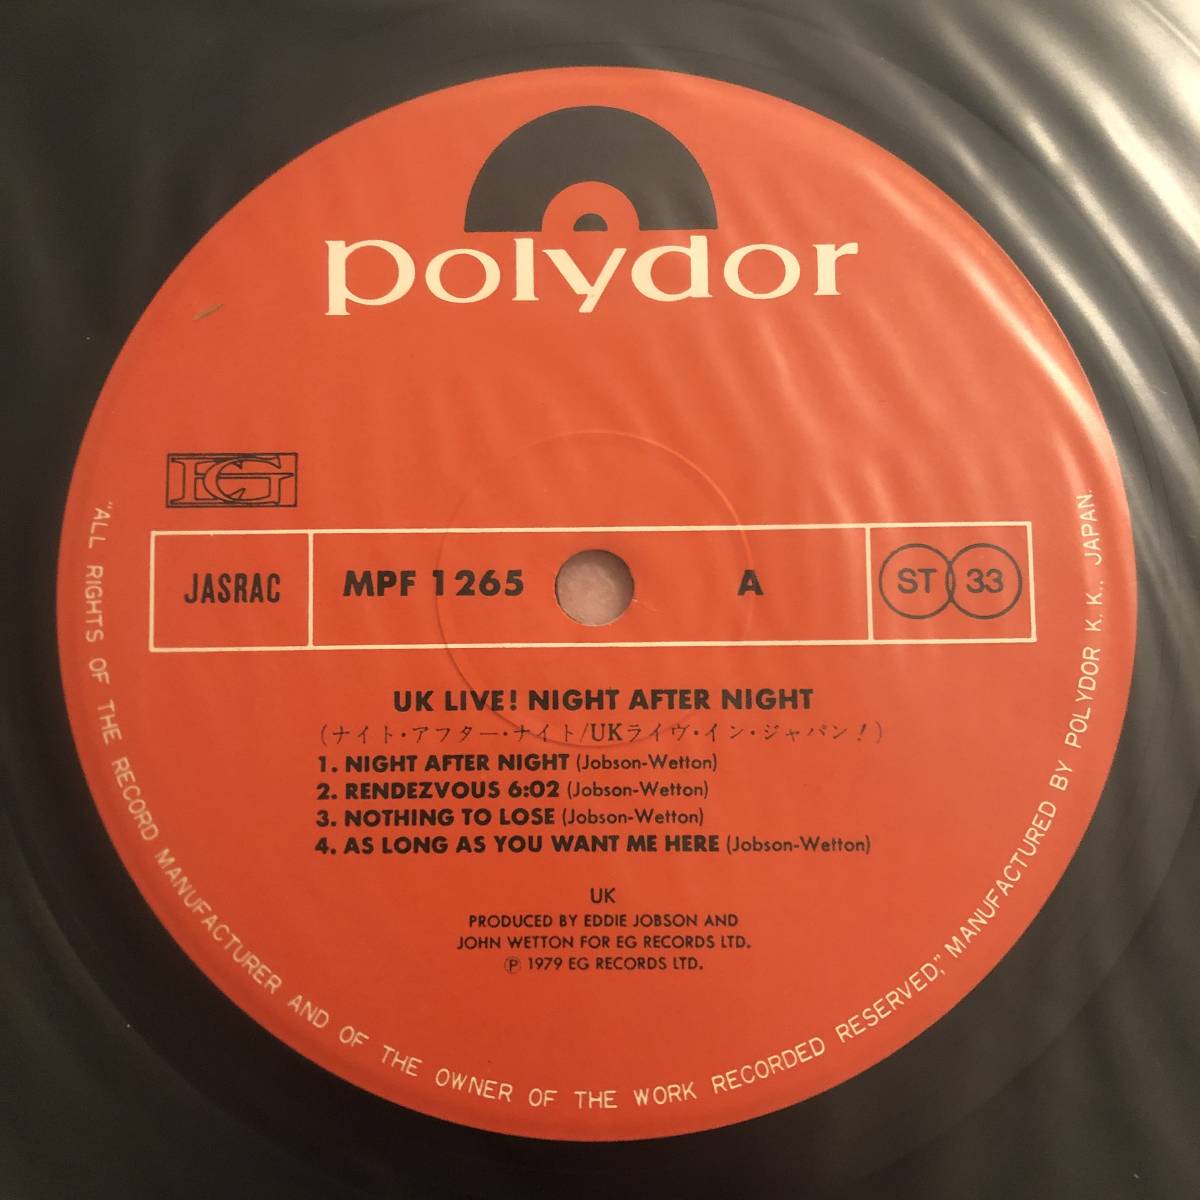 polydor
EG
JASRAC
MPF 1265
A
ST 33
UK LIVE! NIGHT AFTER NIGHT
(ナイト・アフター・ナイト/UKライヴ・イン・ジャパン!)
1. NIGHT AFTER NIGHT (Jobson-Wetton)
2. RENDEZVOUS 6:02 (Jobson-Wetton)
3. NOTHING TO LOSE (Jobson-Wetton)
4. AS LONG AS YOU WANT ME HERE (Jobson-Wetton)
UK
PRODUCED BY EDDIE JOBSON AND
JOHN WETTON FOR EG RECORDS LTD.
Ⓟ 1979 EG RECORDS LTD.
"ALL RIGHTS OF THE RECORD MANUFACTURER AND OF THE OWNER OF THE WORK RECORDED RESERVED," MANUFACTURED BY POLYDOR K. K., JAPAN.